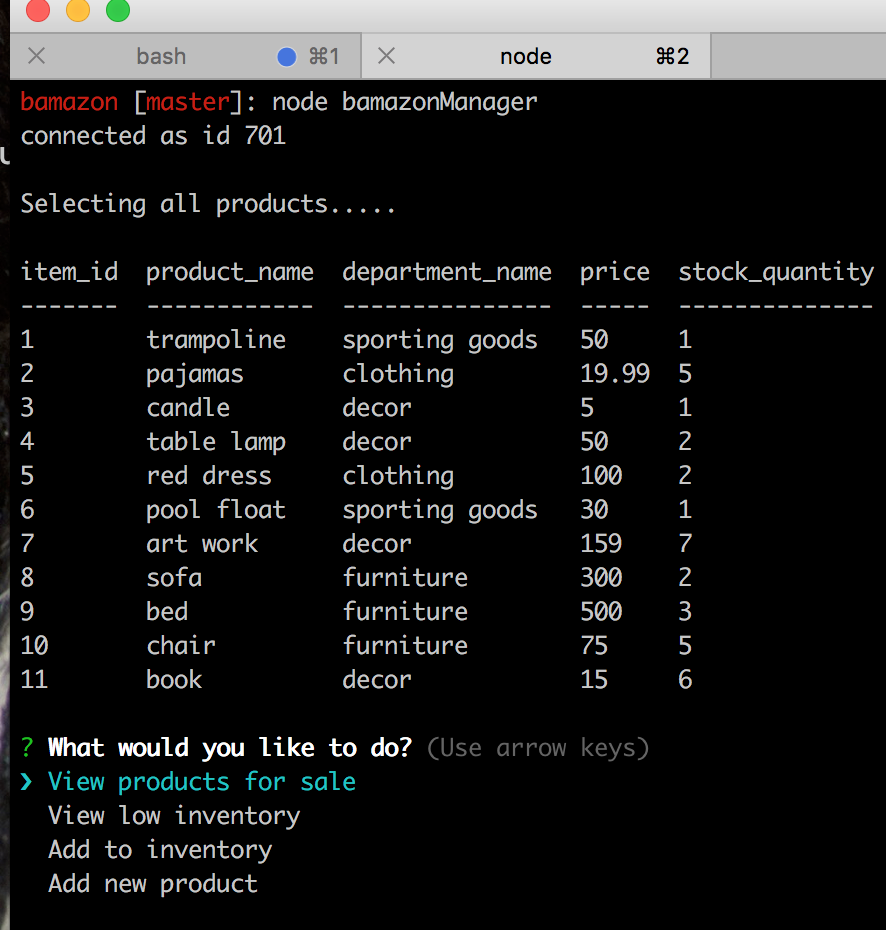 bash ⌘1 node ⌘2
bamazon [master]: node bamazonManager
connected as id 701
Selecting all products.....
item_id product_name department_name price stock_quantity
------- ------------ --------------- ----- --------------
1 trampoline sporting goods 50 1
2 pajamas clothing 19.99 5
3 candle decor 5 1
4 table lamp decor 50 2
5 red dress clothing 100 2
6 pool float sporting goods 30 1
7 art work decor 159 7
8 sofa furniture 300 2
9 bed furniture 500 3
10 chair furniture 75 5
11 book decor 15 6
? What would you like to do? (Use arrow keys)
❯ View products for sale
View low inventory
Add to inventory
Add new product